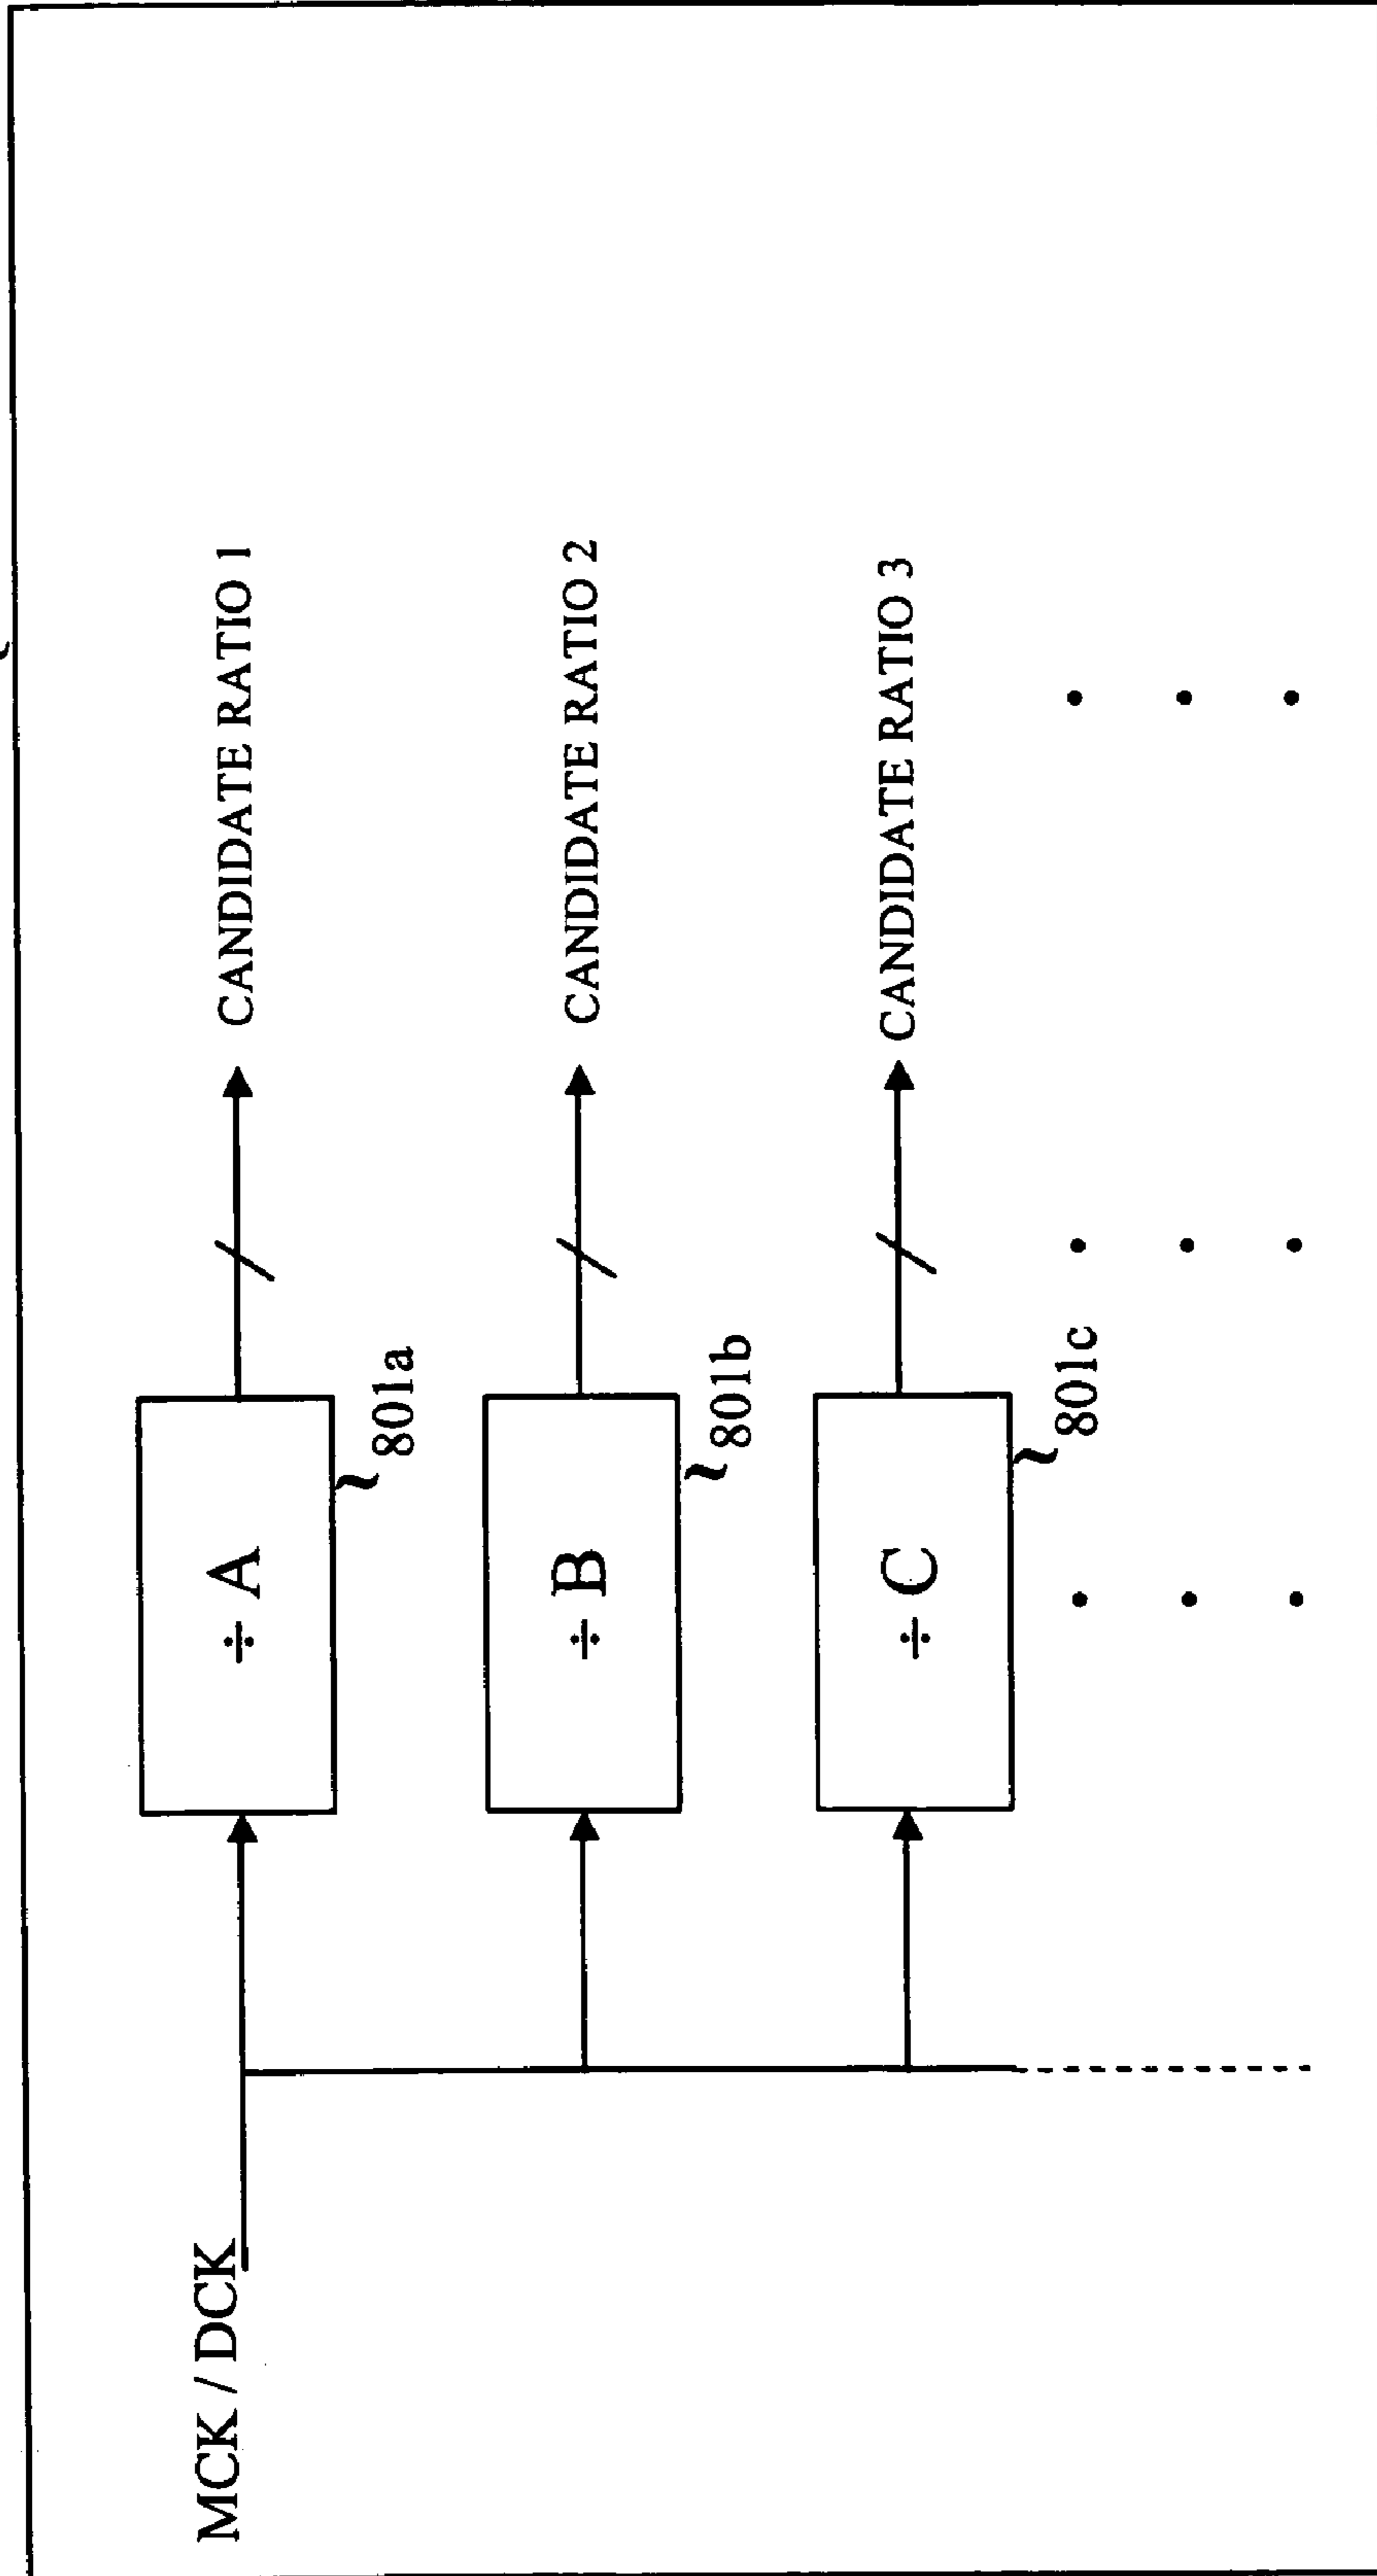 MCK / DCK
÷ A
801a
CANDIDATE RATIO 1
÷ B
801b
CANDIDATE RATIO 2
÷ C
801c
CANDIDATE RATIO 3